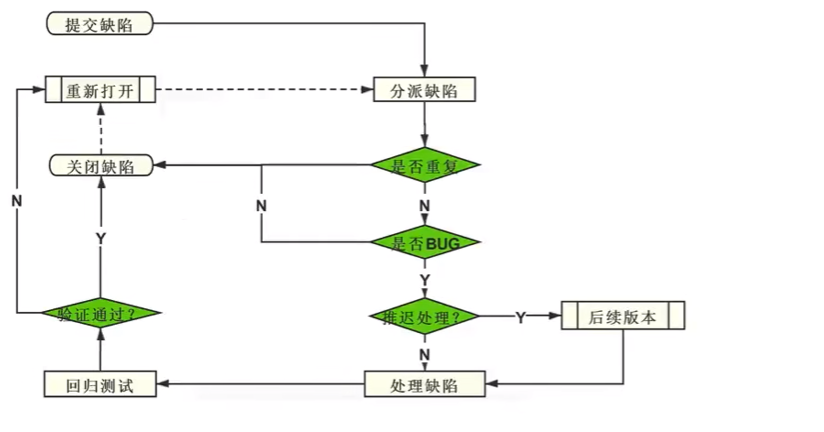 提交缺陷
重新打开
分派缺陷
关闭缺陷
是否重复
N
N
N
是否BUG
Y
Y
验证通过？
推迟处理？
Y
后续版本
N
回归测试
处理缺陷